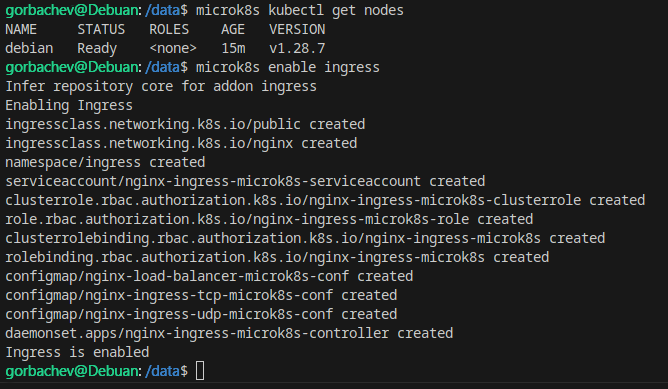 gorbachev@Debuan:/data$ microk8s kubectl get nodes
NAME     STATUS   ROLES    AGE   VERSION
debian   Ready    <none>   15m   v1.28.7
gorbachev@Debuan:/data$ microk8s enable ingress
Infer repository core for addon ingress
Enabling Ingress
ingressclass.networking.k8s.io/public created
ingressclass.networking.k8s.io/nginx created
namespace/ingress created
serviceaccount/nginx-ingress-microk8s-serviceaccount created
clusterrole.rbac.authorization.k8s.io/nginx-ingress-microk8s-clusterrole created
role.rbac.authorization.k8s.io/nginx-ingress-microk8s-role created
clusterrolebinding.rbac.authorization.k8s.io/nginx-ingress-microk8s created
rolebinding.rbac.authorization.k8s.io/nginx-ingress-microk8s created
configmap/nginx-load-balancer-microk8s-conf created
configmap/nginx-ingress-tcp-microk8s-conf created
configmap/nginx-ingress-udp-microk8s-conf created
daemonset.apps/nginx-ingress-microk8s-controller created
Ingress is enabled
gorbachev@Debuan:/data$